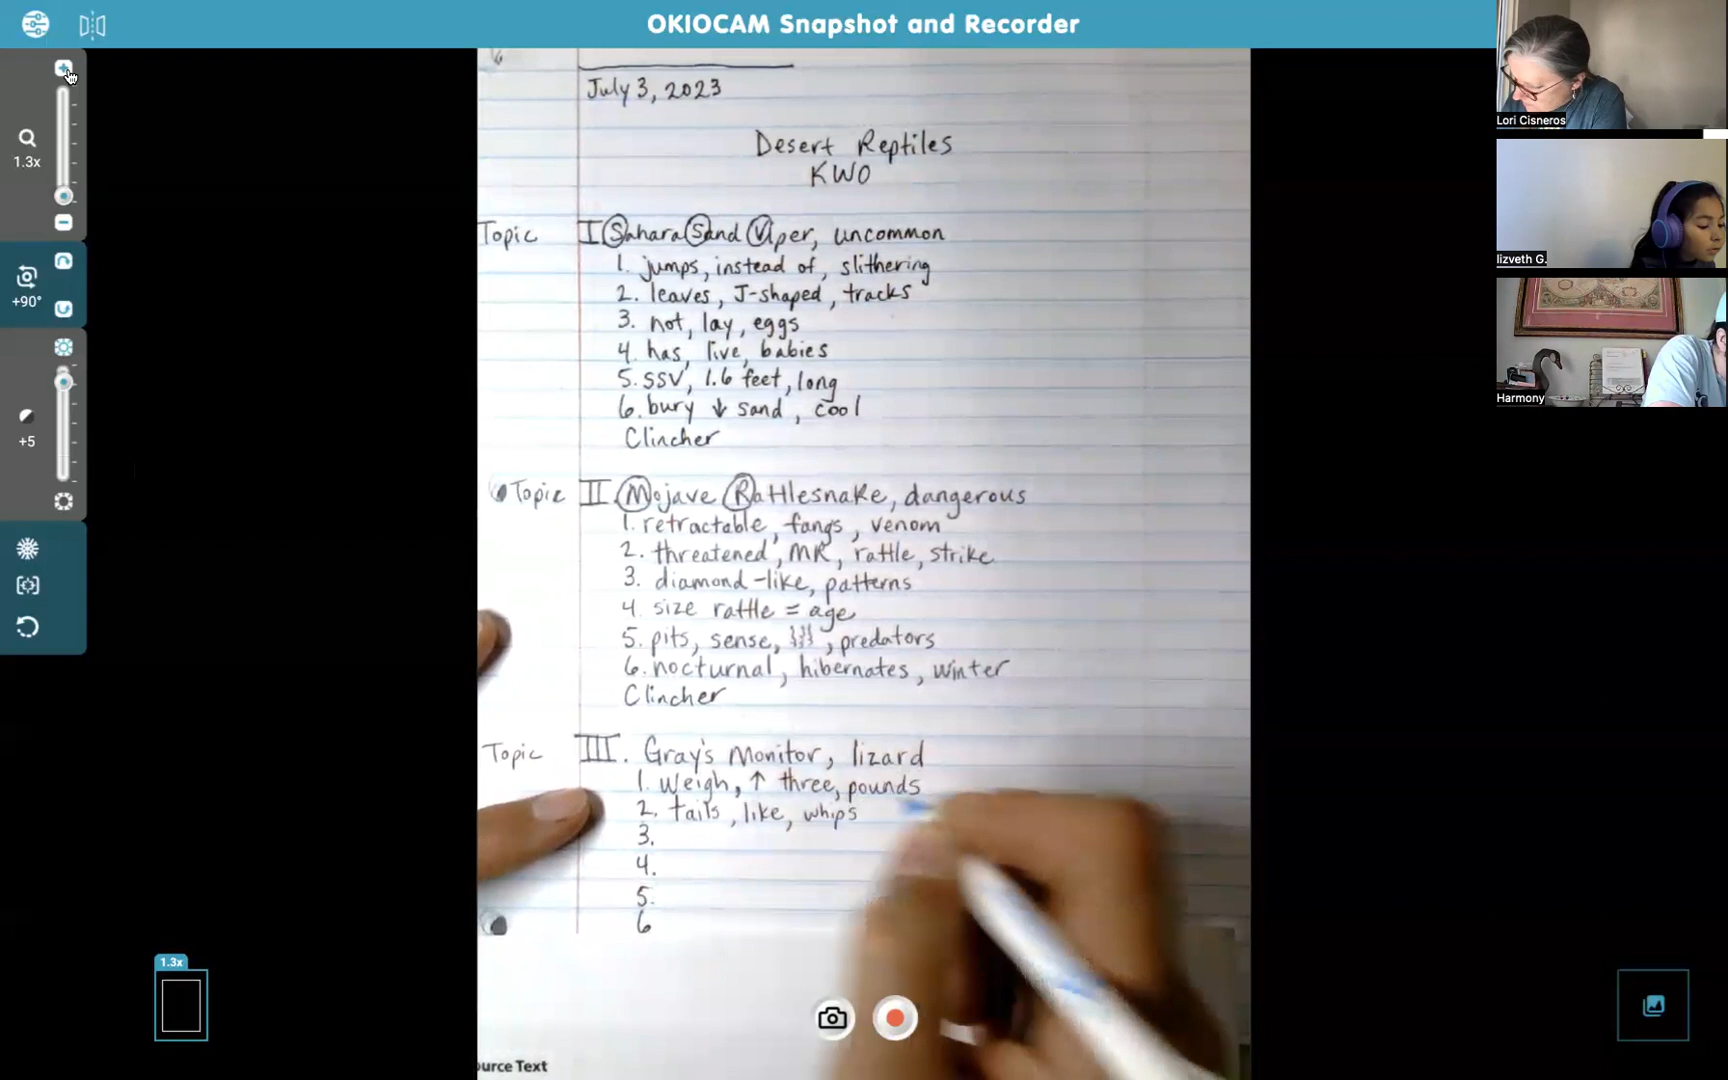 OKIOCAM Snapshot and Recorder
1.3x
+90°
+5
Lori Cisneros
lizveth G.
Harmony
July 3, 2023
Desert Reptiles
KWO
Topic I Sahara Sand Viper, uncommon
1. jumps, instead of, slithering
2. leaves, J-shaped, tracks
3. not, lay, eggs
4. has, live, babies
5. SSV, 1.6 feet, long
6. bury ↓ sand, cool
Clincher
Topic II. Mojave Rattlesnake, dangerous
1. retractable, fangs, venom
2. threatened, MR, rattle, strike
3. diamond-like, patterns
4. size rattle = age
5. pits, sense, , predators
6. nocturnal, hibernates, winter
Clincher
Topic III. Gray's Monitor, lizard
1. Weigh, ↑ three, pounds
2. tails, like, whips
3.
4.
5.
6
1.3x
urce Text